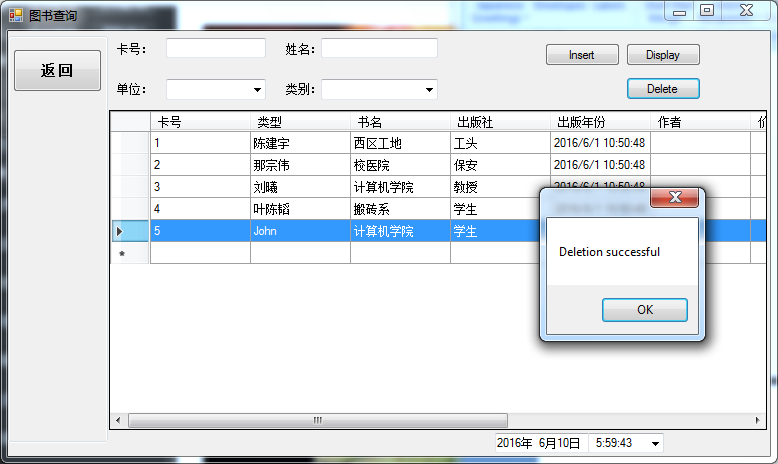 图书查询
返回
卡号： 姓名： Insert Display
单位： 类别： Delete
卡号 类型 书名 出版社 出版年份 作者
1 陈建宇 西区工地 工头 2016/6/1 10:50:48
2 那宗伟 校医院 保安 2016/6/1 10:50:48
3 刘曦 计算机学院 教授 2016/6/1 10:50:48
4 叶陈韬 搬砖系 学生
5 John 计算机学院 学生
*
Deletion successful
OK
2016年 6月10日 5:59:43